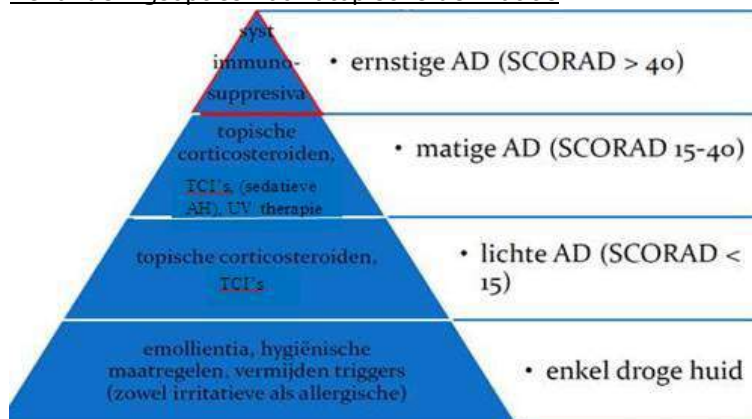 syst
immuno-
suppresiva
• ernstige AD (SCORAD > 40)
topische
corticosteroiden,
TCI's, (sedatieve
AH), UV therapie
• matige AD (SCORAD 15-40)
topische corticosteroiden,
TCI's
• lichte AD (SCORAD <
15)
emollientia, hygiënische
maatregelen, vermijden triggers
(zowel irritatieve als allergische)
• enkel droge huid